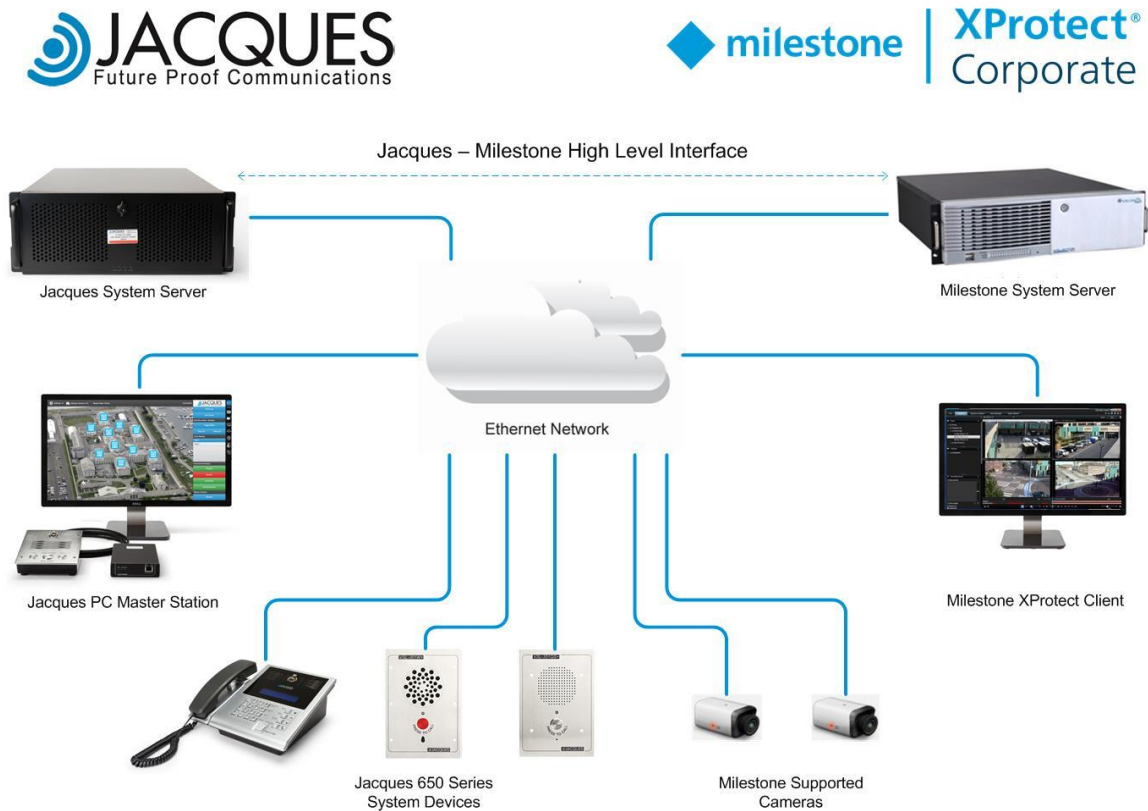 JACQUES
Future Proof Communications
milestone
XProtect®
Corporate
Jacques – Milestone High Level Interface
Jacques System Server
Milestone System Server
Ethernet Network
JACQUES
Jacques PC Master Station
Milestone XProtect Client
Jacques 650 Series
System Devices
Milestone Supported
Cameras